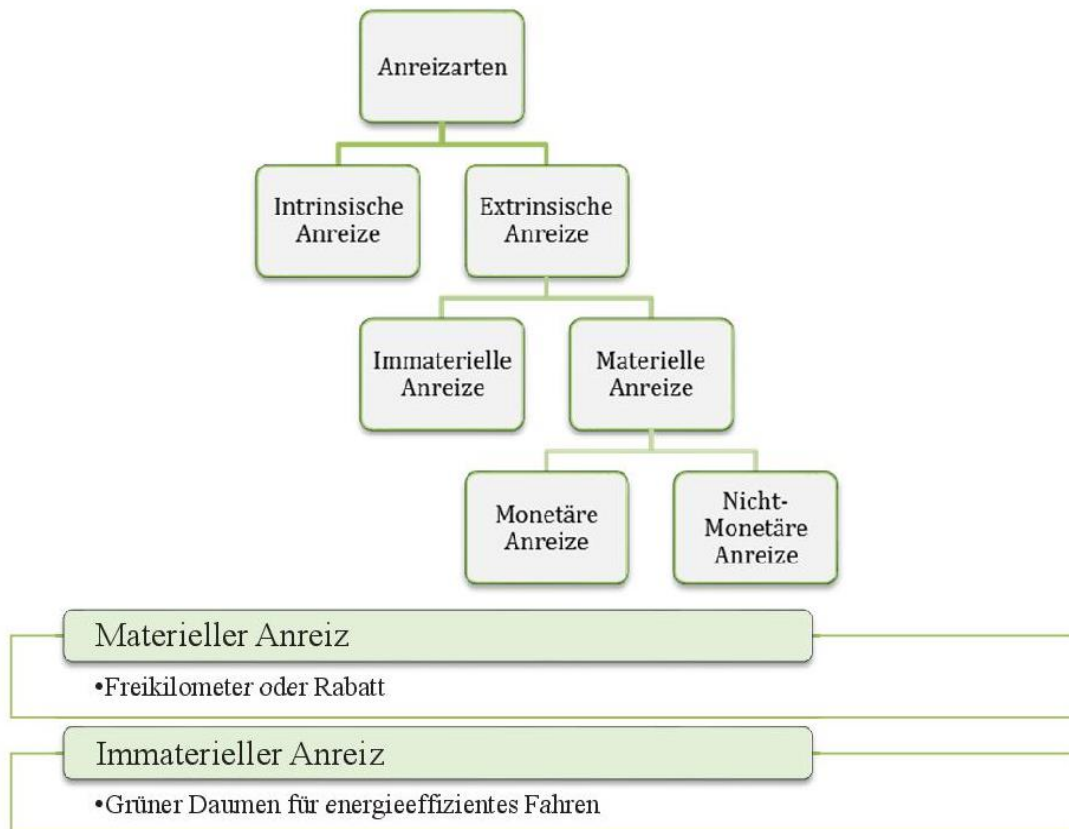 Anreizarten
Intrinsische
Anreize
Extrinsische
Anreize
Immaterielle
Anreize
Materielle
Anreize
Monetäre
Anreize
Nicht-
Monetäre
Anreize
Materieller Anreiz
•Freikilometer oder Rabatt
Immaterieller Anreiz
•Grüner Daumen für energieeffizientes Fahren